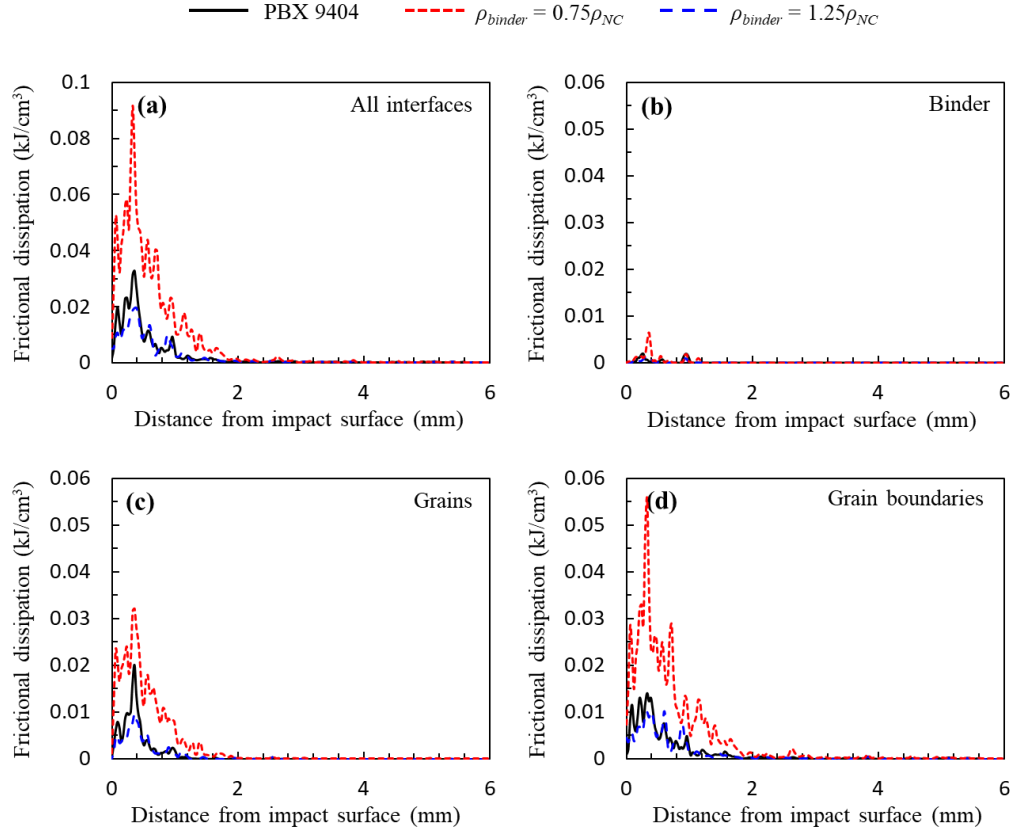 PBX 9404 ρbinder = 0.75ρNC ρbinder = 1.25ρNC
(a) All interfaces
Frictional dissipation (kJ/cm³)
0.1
0.08
0.06
0.04
0.02
0
0 2 4 6
Distance from impact surface (mm)
(b) Binder
Frictional dissipation (kJ/cm³)
0.06
0.05
0.04
0.03
0.02
0.01
0
0 2 4 6
Distance from impact surface (mm)
(c) Grains
Frictional dissipation (kJ/cm³)
0.06
0.05
0.04
0.03
0.02
0.01
0
0 2 4 6
Distance from impact surface (mm)
(d) Grain boundaries
Frictional dissipation (kJ/cm³)
0.06
0.05
0.04
0.03
0.02
0.01
0
0 2 4 6
Distance from impact surface (mm)